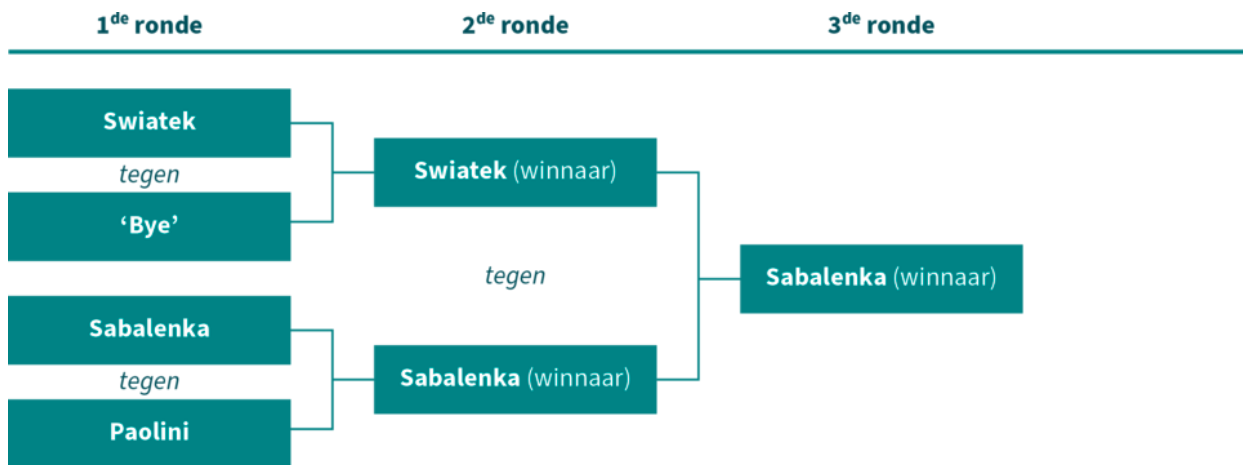 1de ronde
2de ronde
3de ronde
Swiatek
tegen
‘Bye’
Sabalenka
tegen
Paolini
Swiatek (winnaar)
tegen
Sabalenka (winnaar)
Sabalenka (winnaar)